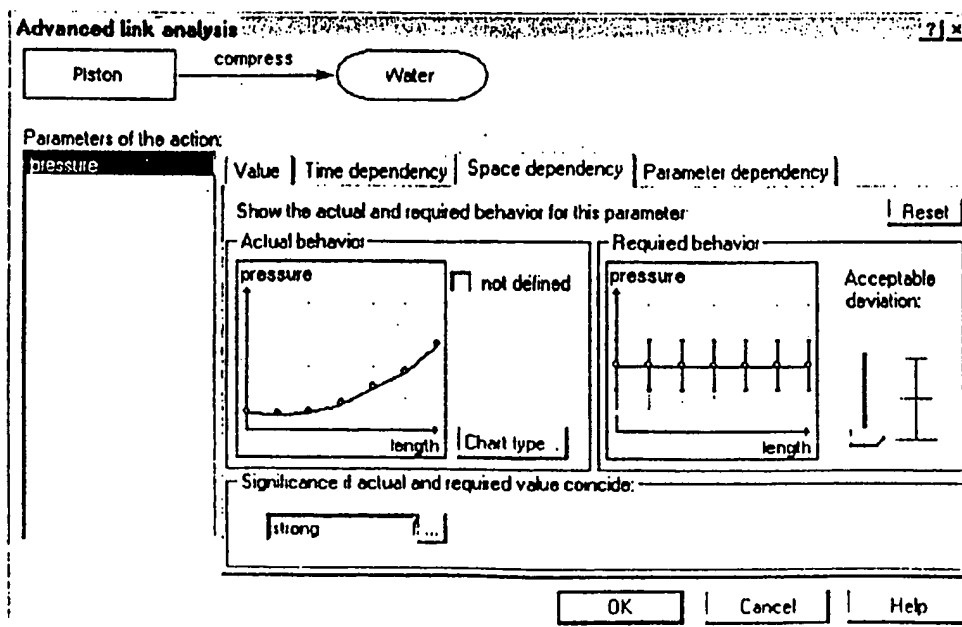 Advanced link analysis ? ×
compress
Piston
Water
Parameters of the action:
pressure
Value Time dependency Space dependency Parameter dependency
Show the actual and required behavior for this parameter
Reset
Actual behavior
pressure
not defined
length
Chart type .
Required behavior
pressure
Acceptable
deviation:
length
Significance if actual and required value coincide:
strong ...
OK Cancel Help